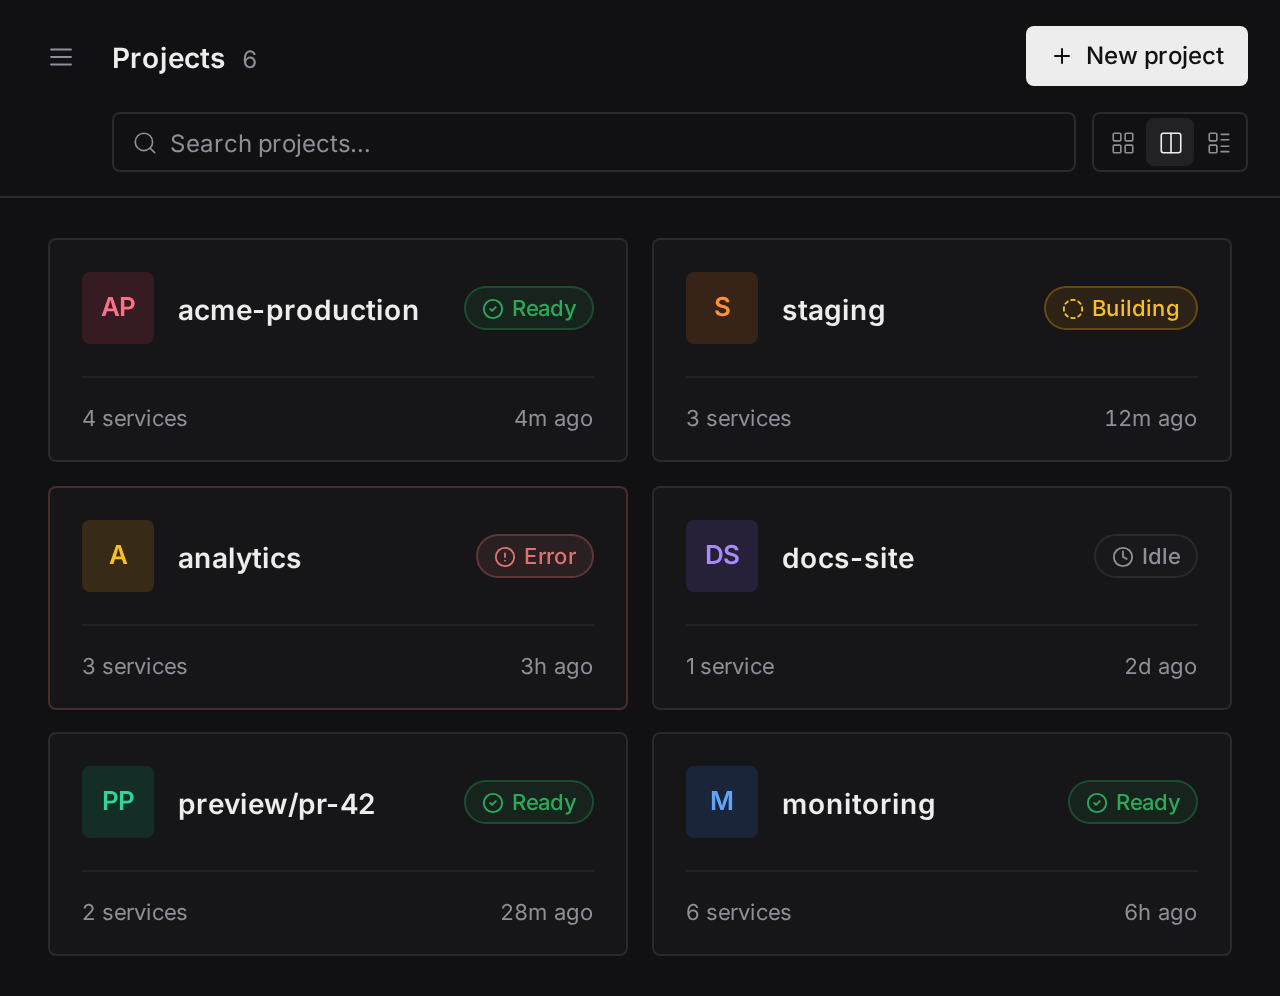 Projects 6
New project
Search projects...
AP acme-production Ready
4 services 4m ago
S staging Building
3 services 12m ago
A analytics Error
3 services 3h ago
DS docs-site Idle
1 service 2d ago
PP preview/pr-42 Ready
2 services 28m ago
M monitoring Ready
6 services 6h ago